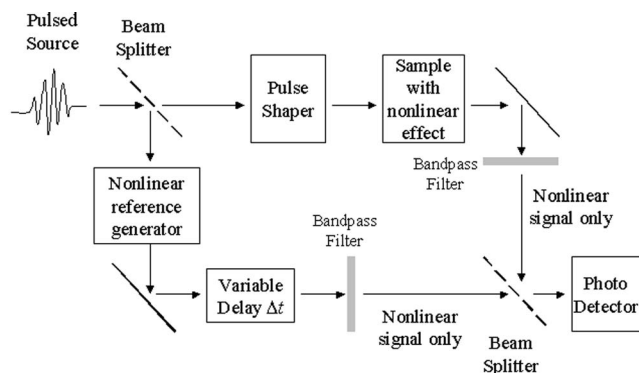 Pulsed
Source
Beam
Splitter
Pulse
Shaper
Sample
with
nonlinear
effect
Bandpass
Filter
Nonlinear
signal only
Nonlinear
reference
generator
Bandpass
Filter
Variable
Delay Δt
Nonlinear
signal only
Photo
Detector
Beam
Splitter